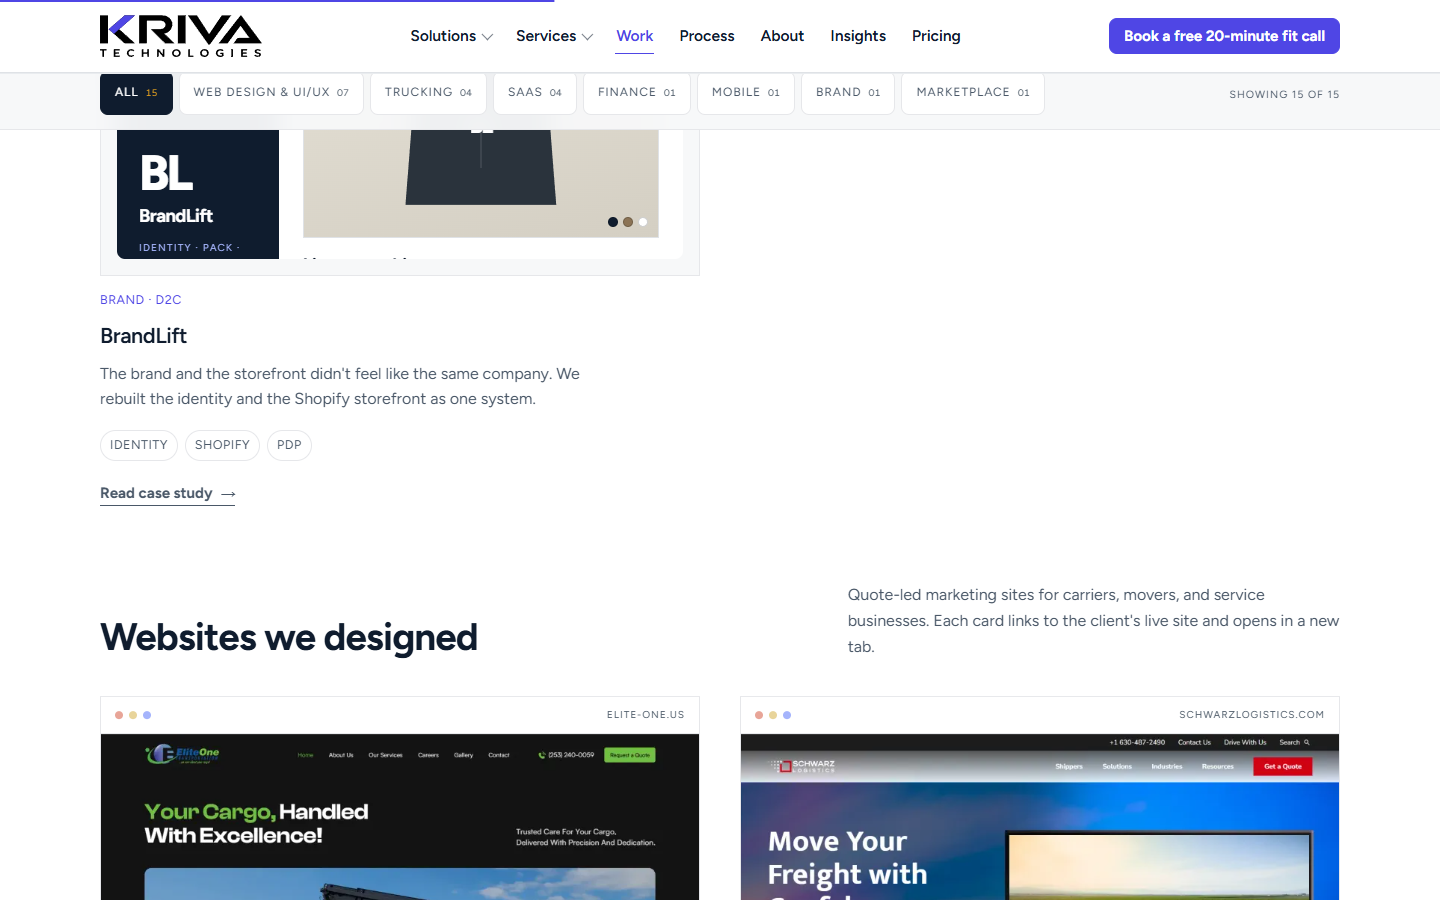 KRIVA
TECHNOLOGIES
Solutions
Services
Work
Process
About
Insights
Pricing
Book a free 20-minute fit call
ALL 15
WEB DESIGN & UI/UX 07
TRUCKING 04
SAAS 04
FINANCE 01
MOBILE 01
BRAND 01
MARKETPLACE 01
SHOWING 15 OF 15
BL
BrandLift
IDENTITY · PACK ·
BRAND · D2C
BrandLift
The brand and the storefront didn't feel like the same company. We
rebuilt the identity and the Shopify storefront as one system.
IDENTITY
SHOPIFY
PDP
Read case study →
Websites we designed
Quote-led marketing sites for carriers, movers, and service
businesses. Each card links to the client's live site and opens in a new
tab.
ELITE-ONE.US
EliteOne
Home
About Us
Our Services
Careers
Gallery
Contact
(253) 240-0059
Request a Quote
Your Cargo, Handled
With Excellence!
Trusted Care For Your Cargo,
Delivered With Precision And Dedication.
SCHWARZLOGISTICS.COM
+1 630-487-2490
Contact Us
Drive With Us
Search
SCHWARZ
LOGISTICS
Shippers
Solutions
Industries
Resources
Get a Quote
Move Your
Freight with